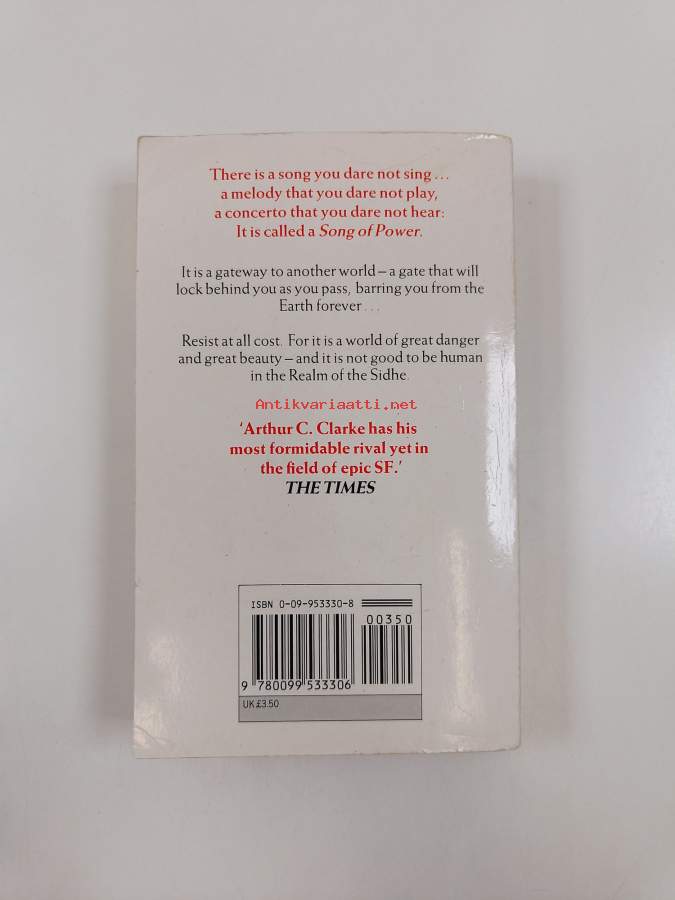 There is a song you dare not sing ...
a melody that you dare not play,
a concerto that you dare not hear:
It is called a Song of Power.
It is a gateway to another world – a gate that will
lock behind you as you pass, barring you from the
Earth forever ...
Resist at all cost. For it is a world of great danger
and great beauty – and it is not good to be human
in the Realm of the Sidhe.
Antikvariaatti.net
‘Arthur C. Clarke has his
most formidable rival yet in
the field of epic SF.’
THE TIMES
ISBN 0-09-953330-8
00350
9 780099 533306
UK £3.50